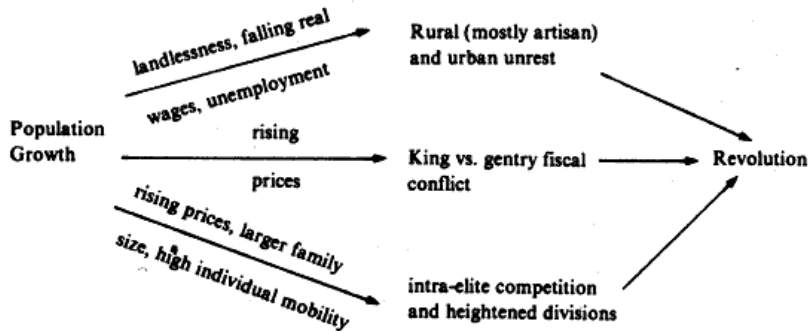 landlessness, falling real
wages, unemployment
Rural (mostly artisan)
and urban unrest
Population
Growth
rising
prices
King vs. gentry fiscal
conflict
Revolution
rising prices, larger family
size, high individual mobility
intra-elite competition
and heightened divisions